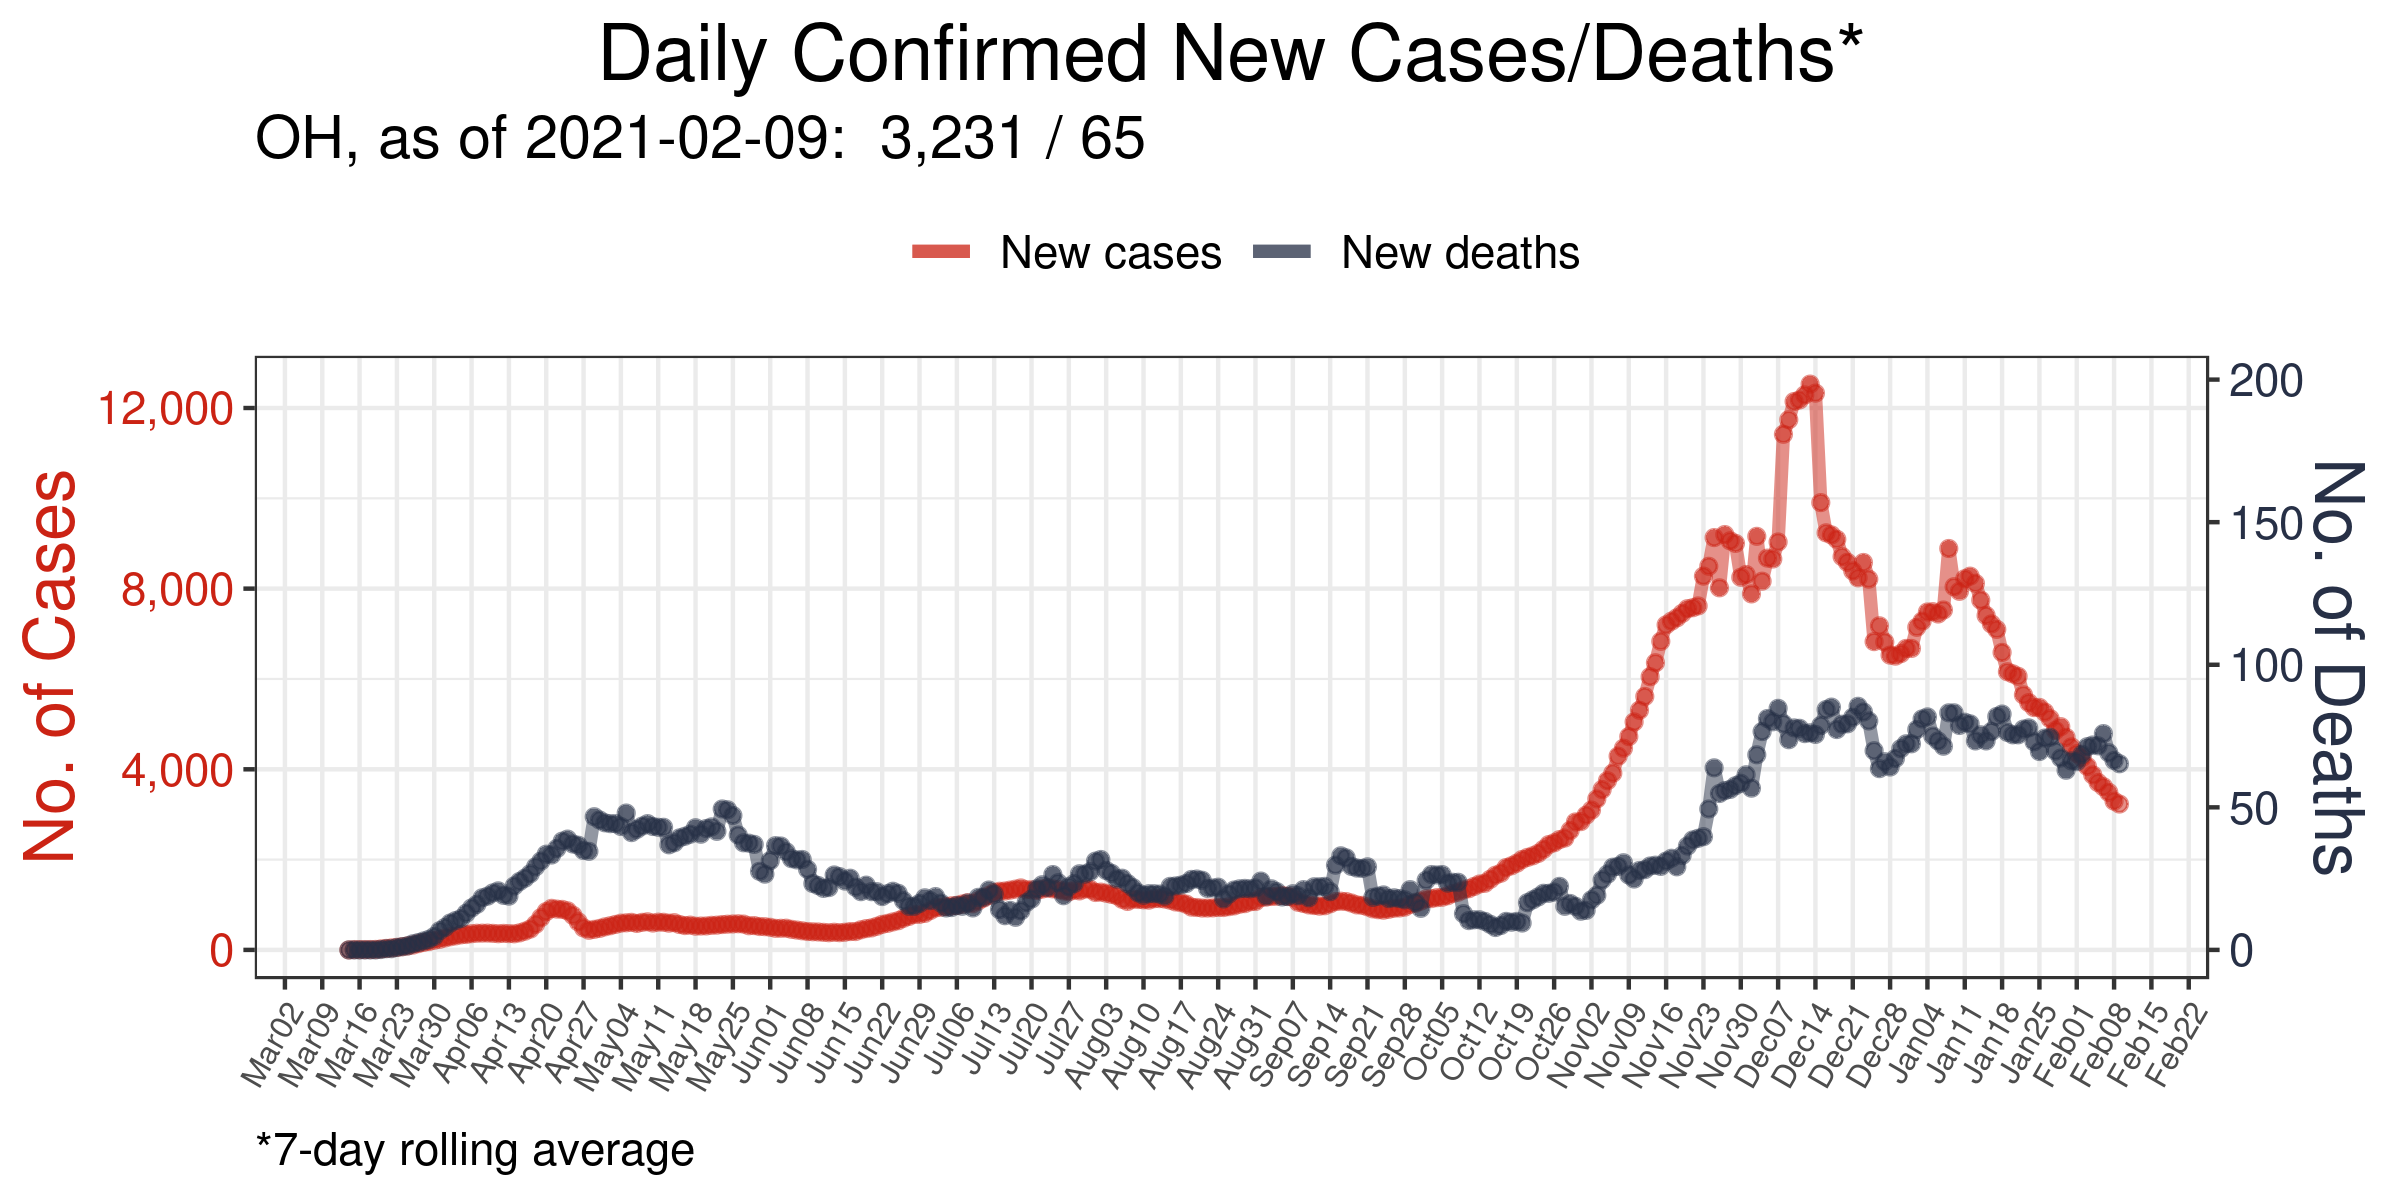 Daily Confirmed New Cases/Deaths*
OH, as of 2021-02-09:  3,231 / 65
New cases
New deaths
No. of Cases
12,000
8,000
4,000
0
200
150
100
50
0
No. of Deaths
Mar02
Mar09
Mar16
Mar23
Mar30
Apr06
Apr13
Apr20
Apr27
May04
May11
May18
May25
Jun01
Jun08
Jun15
Jun22
Jun29
Jul06
Jul13
Jul20
Jul27
Aug03
Aug10
Aug17
Aug24
Aug31
Sep07
Sep14
Sep21
Sep28
Oct05
Oct12
Oct19
Oct26
Nov02
Nov09
Nov16
Nov23
Nov30
Dec07
Dec14
Dec21
Dec28
Jan04
Jan11
Jan18
Jan25
Feb01
Feb08
Feb15
Feb22
*7-day rolling average